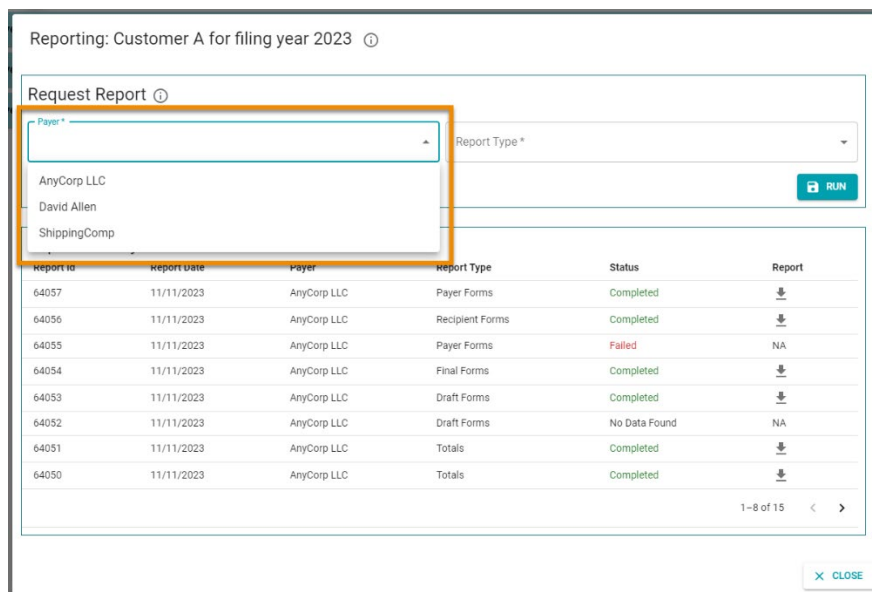 Reporting: Customer A for filing year 2023
Request Report
Payer *
Report Type *
AnyCorp LLC
David Allen
ShippingComp
RUN
Report Id Report Date Payer Report Type Status Report
64057 11/11/2023 AnyCorp LLC Payer Forms Completed
64056 11/11/2023 AnyCorp LLC Recipient Forms Completed
64055 11/11/2023 AnyCorp LLC Payer Forms Failed NA
64054 11/11/2023 AnyCorp LLC Final Forms Completed
64053 11/11/2023 AnyCorp LLC Draft Forms Completed
64052 11/11/2023 AnyCorp LLC Draft Forms No Data Found NA
64051 11/11/2023 AnyCorp LLC Totals Completed
64050 11/11/2023 AnyCorp LLC Totals Completed
1–8 of 15
CLOSE